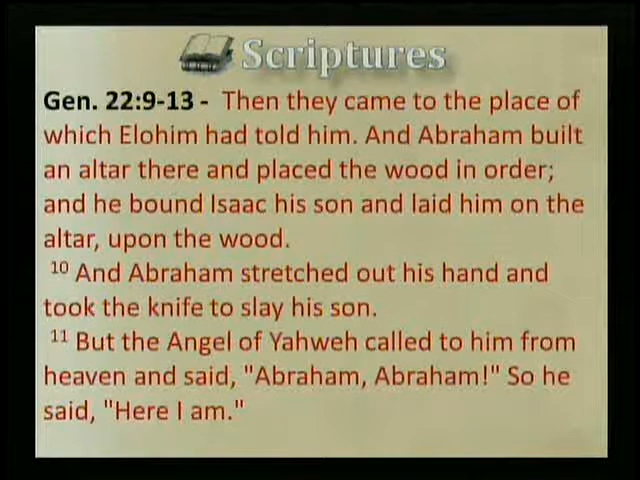 Scriptures
Gen. 22:9-13 - Then they came to the place of
which Elohim had told him. And Abraham built
an altar there and placed the wood in order;
and he bound Isaac his son and laid him on the
altar, upon the wood.
10 And Abraham stretched out his hand and
took the knife to slay his son.
11 But the Angel of Yahweh called to him from
heaven and said, "Abraham, Abraham!" So he
said, "Here I am."